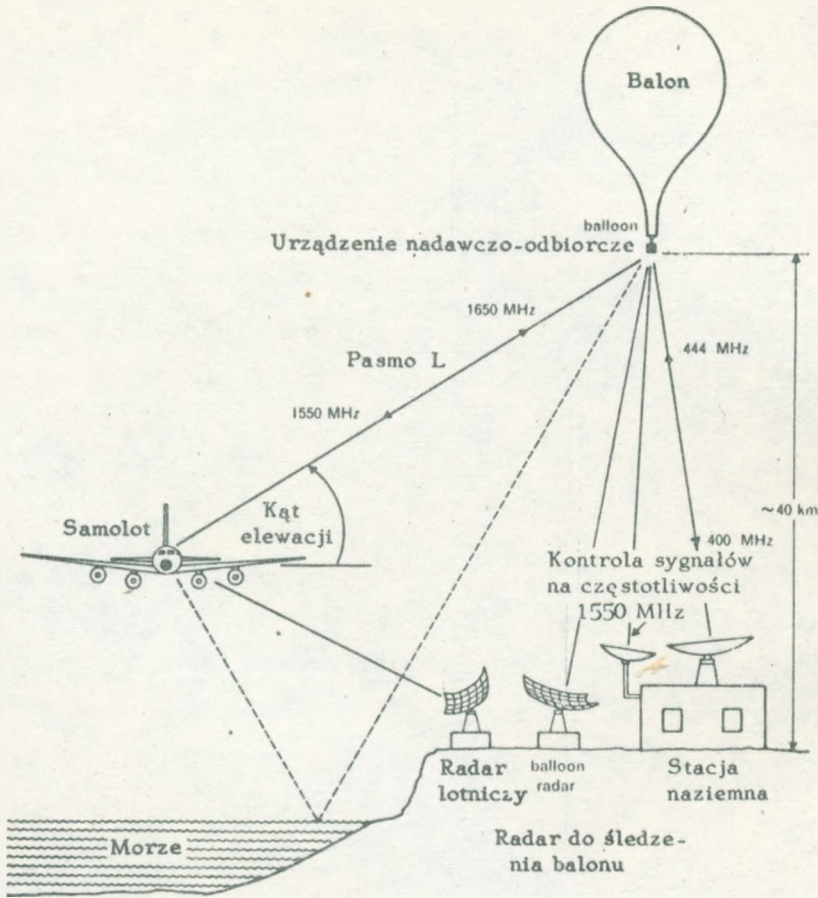 Balon
balloon
Urządzenie nadawczo-odbiorcze
1650 MHz
Pasmo L
444 MHz
1550 MHz
Kąt
elewacji
Samolot
~40 km
400 MHz
Kontrola sygnałów
na częstotliwości
1550 MHz
Radar
lotniczy
balloon
radar
Stacja
naziemna
Morze
Radar do śledze-
nia balonu